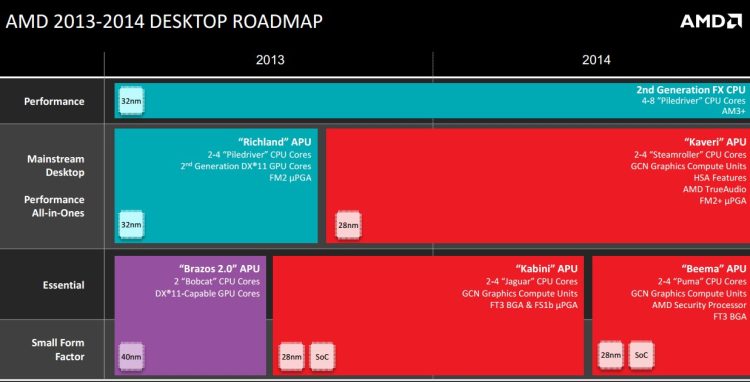 AMD 2013-2014 DESKTOP ROADMAP
AMD
2013
2014
Performance
32nm
2nd Generation FX CPU
4-8 "Piledriver" CPU Cores
AM3+
Mainstream
Desktop
Performance
All-in-Ones
"Richland" APU
2-4 "Piledriver" CPU Cores
2nd Generation DX®11 GPU Cores
FM2 µPGA
32nm
"Kaveri" APU
2-4 "Steamroller" CPU Cores
GCN Graphics Compute Units
HSA Features
AMD TrueAudio
FM2+ µPGA
28nm
Essential
Small Form
Factor
"Brazos 2.0" APU
2 "Bobcat" CPU Cores
DX®11-Capable GPU Cores
40nm
"Kabini" APU
2-4 "Jaguar" CPU Cores
GCN Graphics Compute Units
FT3 BGA & FS1b µPGA
28nm
SoC
"Beema" APU
2-4 "Puma" CPU Cores
GCN Graphics Compute Units
AMD Security Processor
FT3 BGA
28nm
SoC